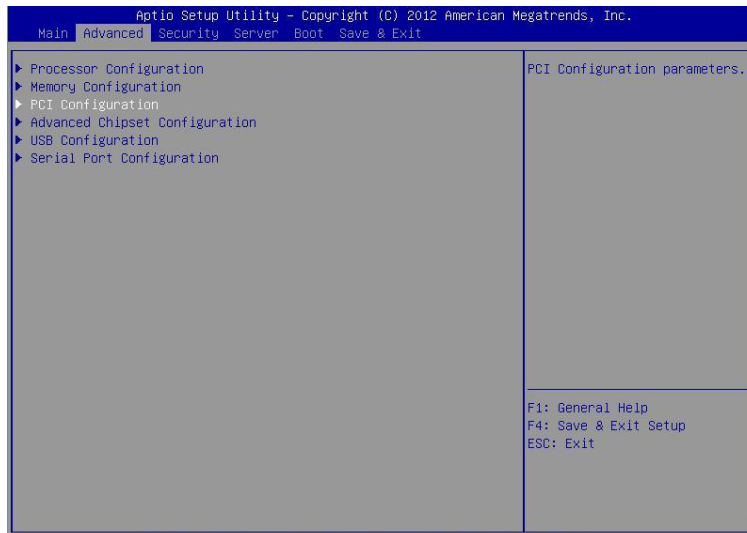 Aptio Setup Utility – Copyright (C) 2012 American Megatrends, Inc.
Main Advanced Security Server Boot Save & Exit
Processor Configuration
Memory Configuration
PCI Configuration
Advanced Chipset Configuration
USB Configuration
Serial Port Configuration
PCI Configuration parameters.
F1: General Help
F4: Save & Exit Setup
ESC: Exit